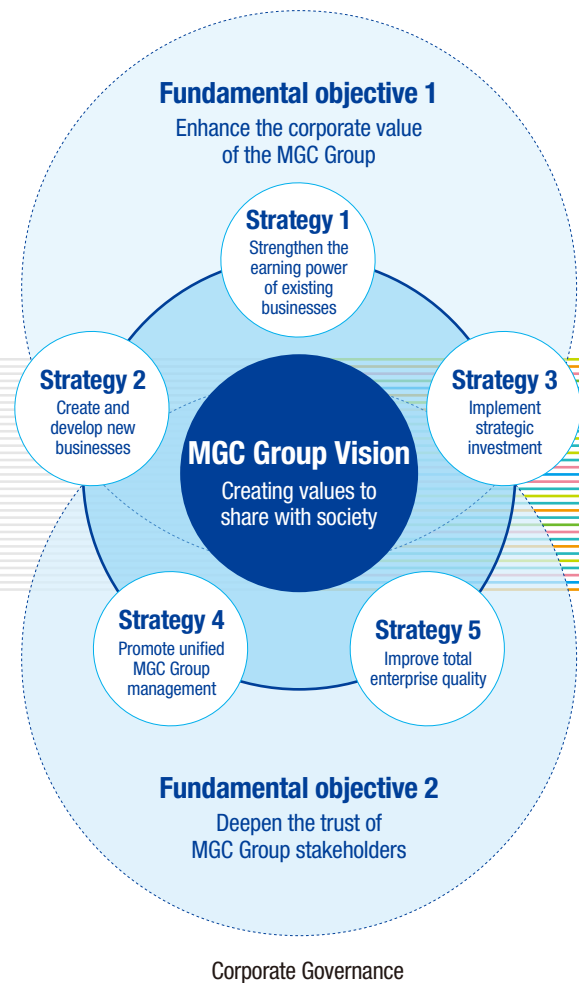 Fundamental objective 1
Enhance the corporate value
of the MGC Group
Strategy 1
Strengthen the
earning power
of existing
businesses
Strategy 2
Create and
develop new
businesses
Strategy 3
Implement
strategic
investment
MGC Group Vision
Creating values to
share with society
Strategy 4
Promote unified
MGC Group
management
Strategy 5
Improve total
enterprise quality
Fundamental objective 2
Deepen the trust of
MGC Group stakeholders
Corporate Governance